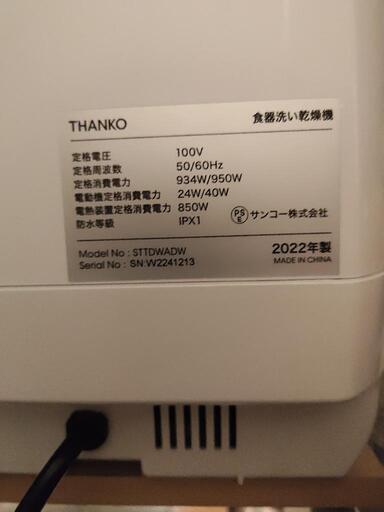 THANKO 食器洗い乾燥機
定格電圧 100V
定格周波数 50/60Hz
定格消費電力 934W/950W
電動機定格消費電力 24W/40W
電熱装置定格消費電力 850W
防水等級 IPX1 PSE サンコー株式会社
Model No : STTDWADW 2022年製
Serial No : SN:W2241213 MADE IN CHINA